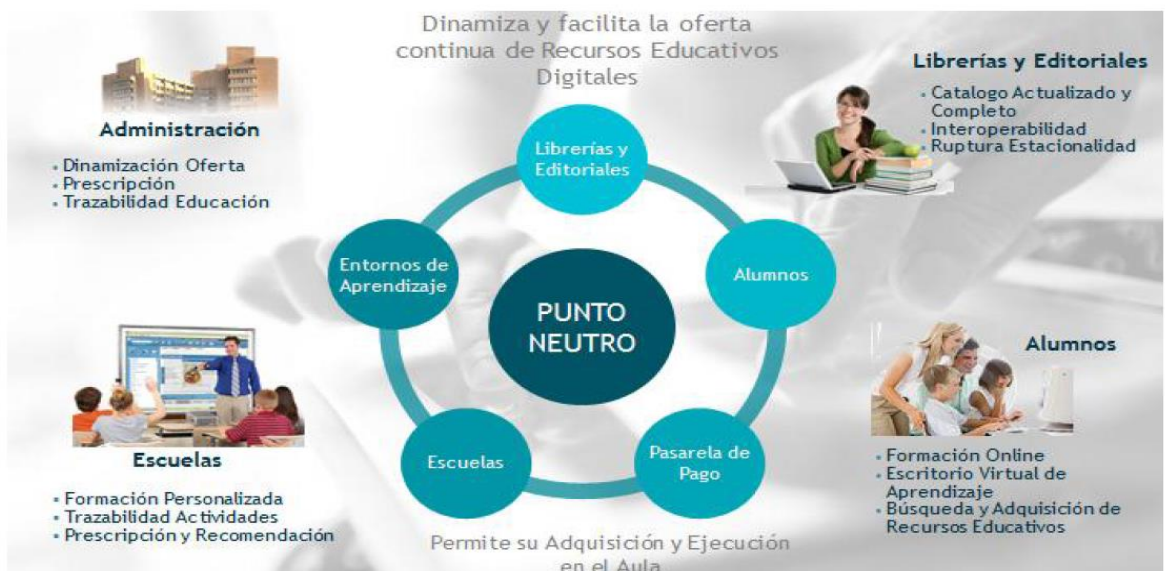 Dinamiza y facilita la oferta
continua de Recursos Educativos
Digitales
Administración
• Dinamización Oferta
• Prescripción
• Trazabilidad Educación
Librerías y Editoriales
• Catalogo Actualizado y
Completo
• Interoperabilidad
• Ruptura Estacionalidad
Librerías y
Editoriales
Entornos de
Aprendizaje
Alumnos
PUNTO
NEUTRO
Escuelas
Pasarela de
Pago
Escuelas
• Formación Personalizada
• Trazabilidad Actividades
• Prescripción y Recomendación
Alumnos
• Formación Online
• Escritorio Virtual de
Aprendizaje
• Búsqueda y Adquisición de
Recursos Educativos
Permite su Adquisición y Ejecución
en el Aula